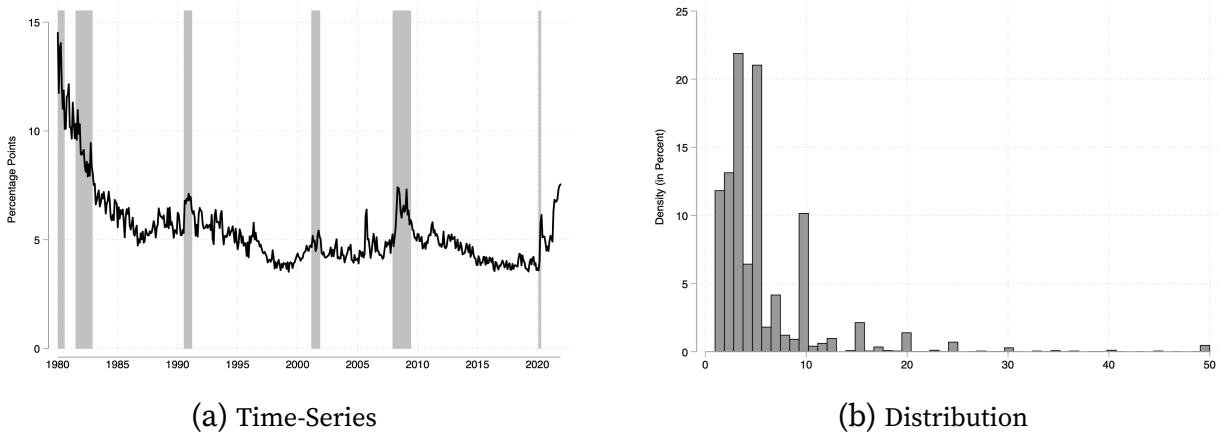 Percentage Points
15
10
5
0
1980 1985 1990 1995 2000 2005 2010 2015 2020
(a) Time-Series
Density (in Percent)
25
20
15
10
5
0
0 10 20 30 40 50
(b) Distribution